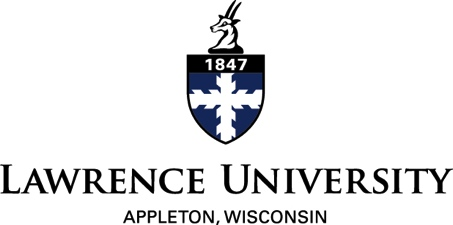 1847
LAWRENCE UNIVERSITY
APPLETON, WISCONSIN